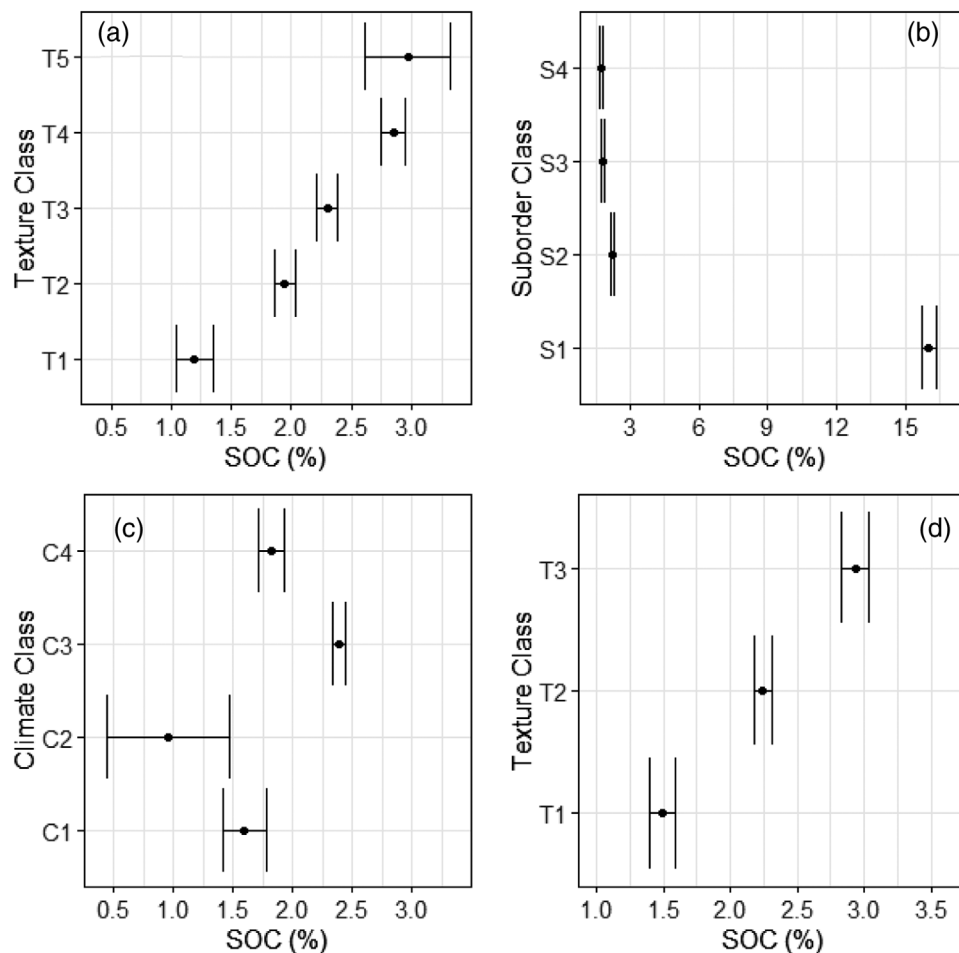 (a)
Texture Class
T5
T4
T3
T2
T1
0.5 1.0 1.5 2.0 2.5 3.0
SOC (%)
(b)
Suborder Class
S4
S3
S2
S1
3 6 9 12 15
SOC (%)
(c)
Climate Class
C4
C3
C2
C1
0.5 1.0 1.5 2.0 2.5 3.0
SOC (%)
(d)
Texture Class
T3
T2
T1
1.0 1.5 2.0 2.5 3.0 3.5
SOC (%)